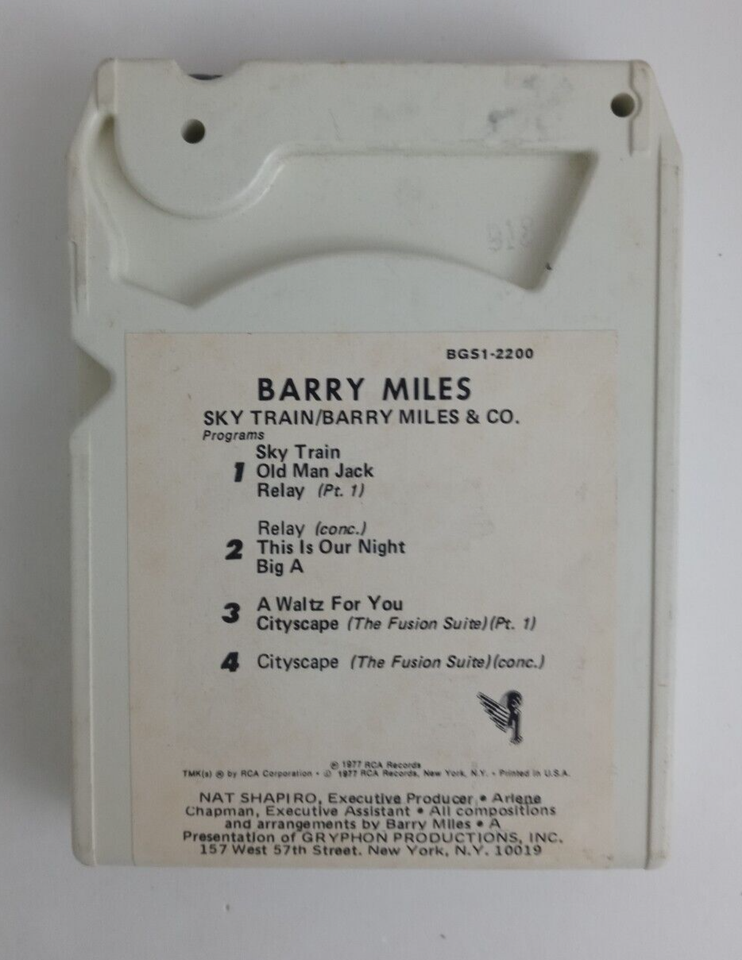 BGS1-2200
BARRY MILES
SKY TRAIN/BARRY MILES & CO.
Programs
Sky Train
1 Old Man Jack
Relay (Pt. 1)
Relay (conc.)
2 This Is Our Night
Big A
3 A Waltz For You
Cityscape (The Fusion Suite) (Pt. 1)
4 Cityscape (The Fusion Suite) (conc.)
℗ 1977 RCA Records
TMK(s) ® by RCA Corporation • © 1977 RCA Records, New York, N.Y. • Printed in U.S.A.
NAT SHAPIRO, Executive Producer • Arlene
Chapman, Executive Assistant • All compositions
and arrangements by Barry Miles • A
Presentation of GRYPHON PRODUCTIONS, INC.
157 West 57th Street. New York, N.Y. 10019